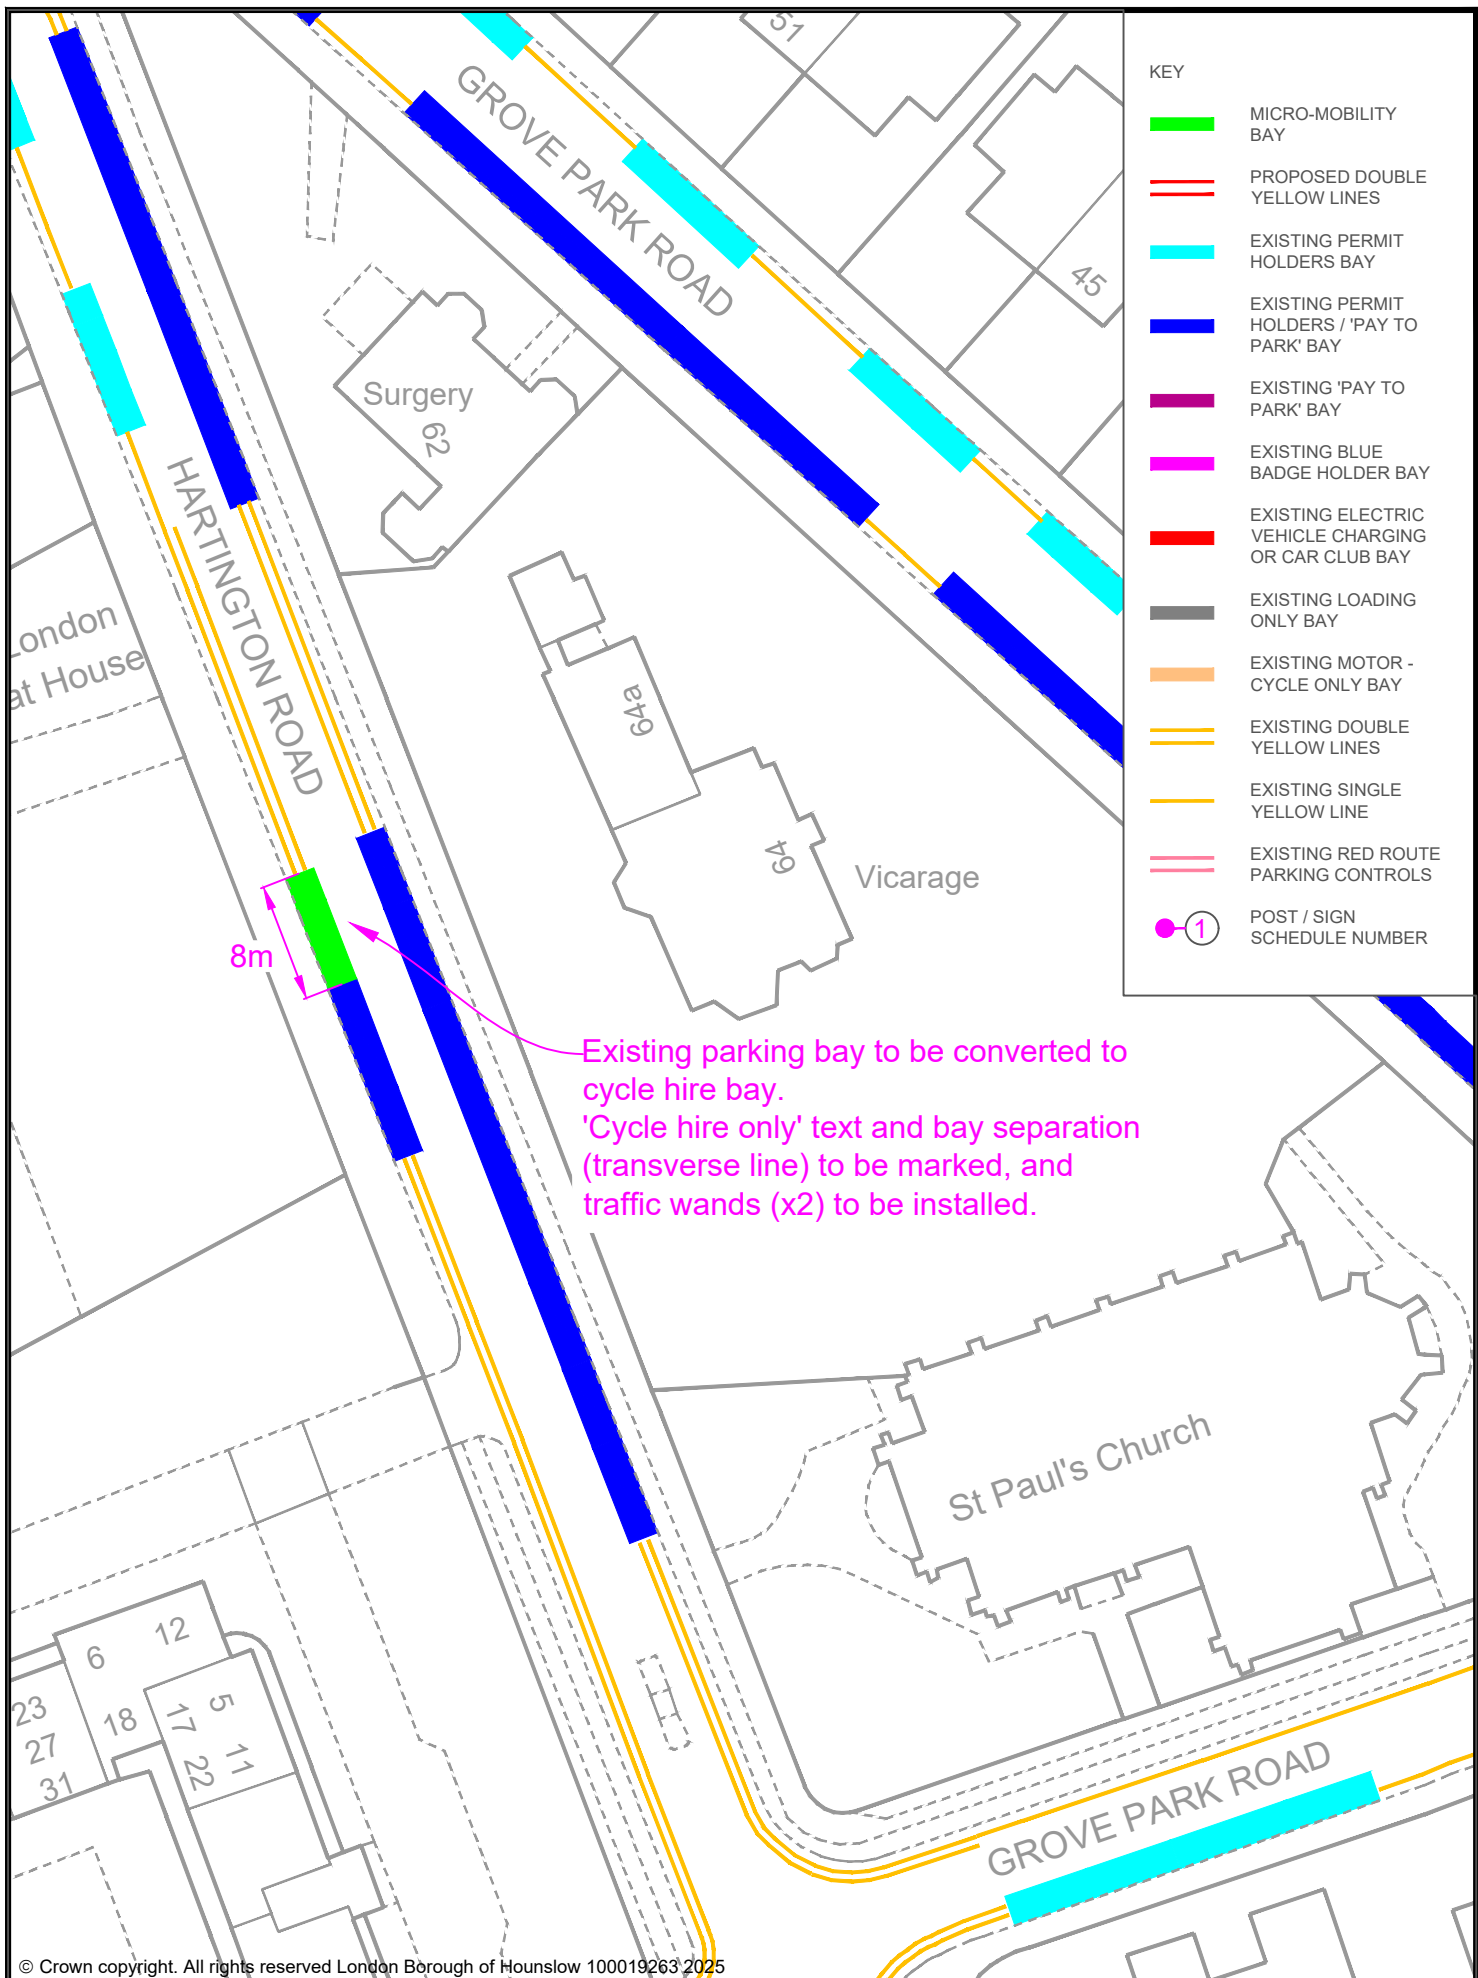 51
GROVE PARK ROAD
45
Surgery
62
HARTINGTON ROAD
London
at House
64a
64
Vicarage
8m
Existing parking bay to be converted to
cycle hire bay.
'Cycle hire only' text and bay separation
(transverse line) to be marked, and
traffic wands (x2) to be installed.
St Paul's Church
6
12
23
27
31
18
17
22
5
11
GROVE PARK ROAD
© Crown copyright. All rights reserved London Borough of Hounslow 100019263 2025
KEY
MICRO-MOBILITY
BAY
PROPOSED DOUBLE
YELLOW LINES
EXISTING PERMIT
HOLDERS BAY
EXISTING PERMIT
HOLDERS / 'PAY TO
PARK' BAY
EXISTING 'PAY TO
PARK' BAY
EXISTING BLUE
BADGE HOLDER BAY
EXISTING ELECTRIC
VEHICLE CHARGING
OR CAR CLUB BAY
EXISTING LOADING
ONLY BAY
EXISTING MOTOR -
CYCLE ONLY BAY
EXISTING DOUBLE
YELLOW LINES
EXISTING SINGLE
YELLOW LINE
EXISTING RED ROUTE
PARKING CONTROLS
1
POST / SIGN
SCHEDULE NUMBER